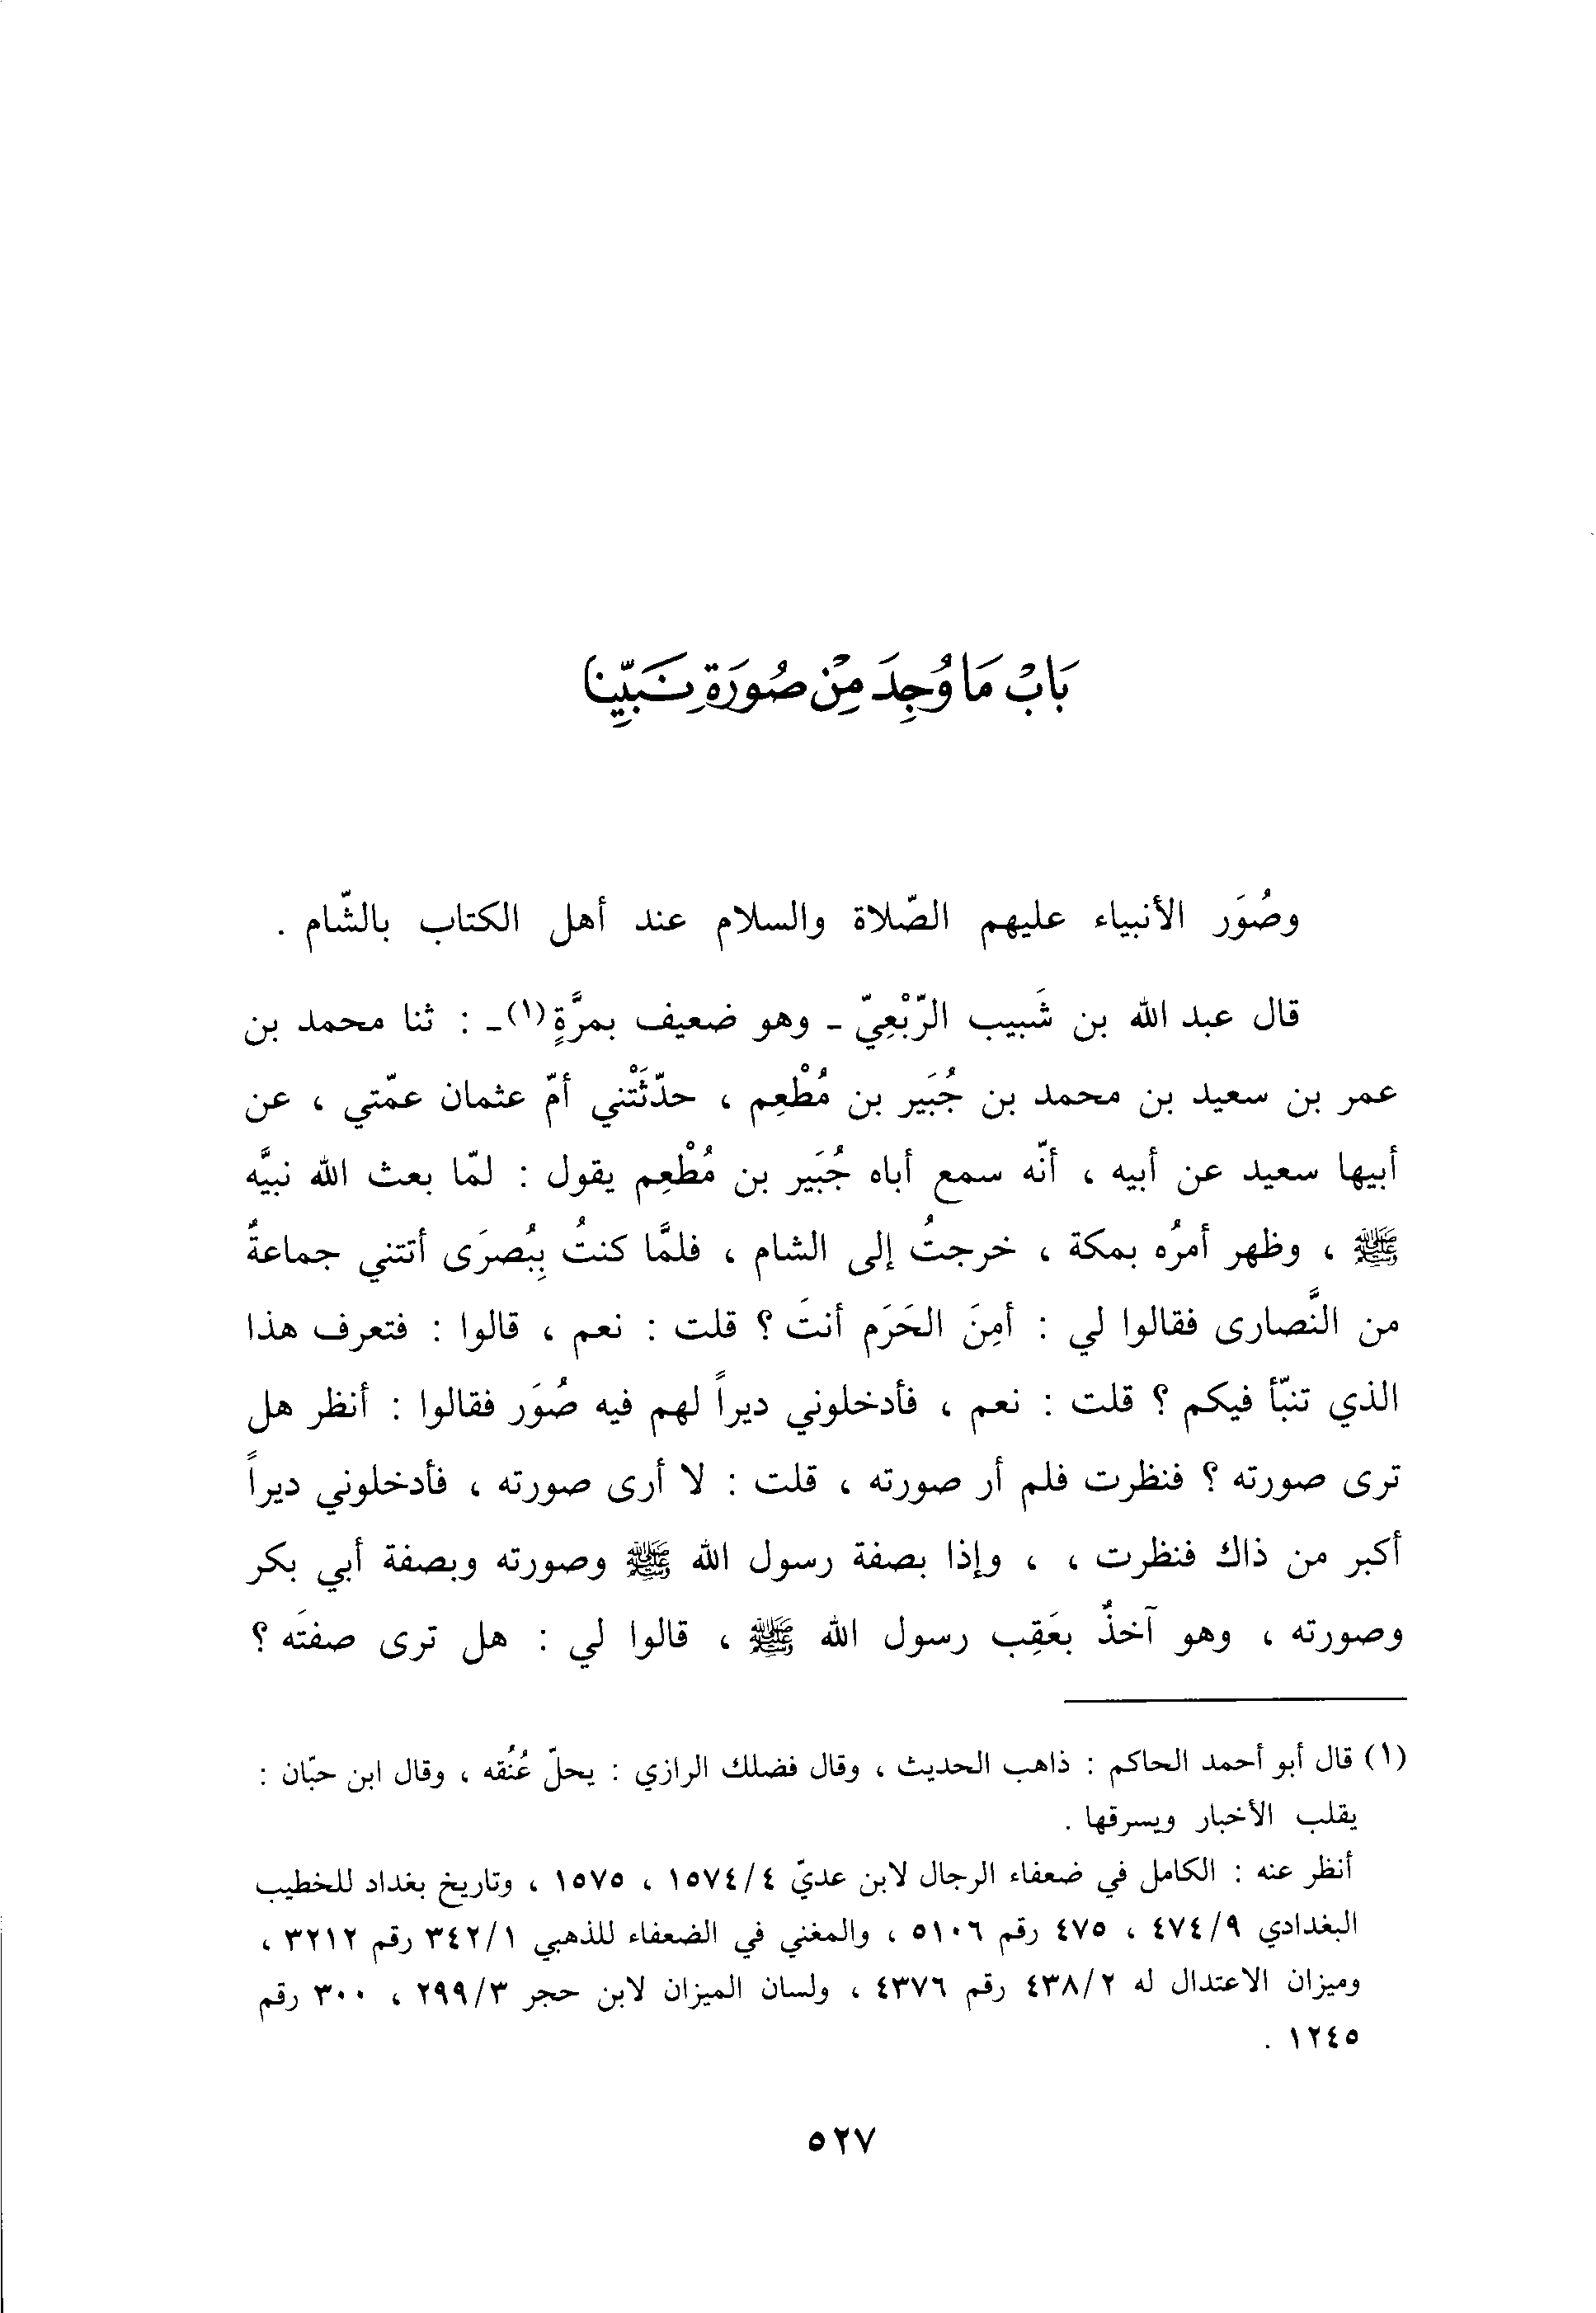 بَابْ مَا وُجِدَ مِنْ صُورَةِ نَبِيِّنَا
وصُوَر الأنبياء عليهم الصّلاة والسلام عند أهل الكتاب بالشّام .
قال عبد الله بن شَبيب الرّبْعِيّ ـ وهو ضعيف بمرَّةٍ(١) ـ : ثنا محمد بن
عمر بن سعيد بن محمد بن جُبَير بن مُطْعِم ، حدّثَتْني أمّ عثمان عمّتي ، عن
أبيها سعيد عن أبيه ، أنّه سمع أباه جُبَير بن مُطْعِم يقول : لمّا بعث الله نبيَّه
ﷺ ، وظهر أمرُه بمكة ، خرجتُ إلى الشام ، فلمَّا كنتُ بِبُصرَى أتتني جماعةٌ
من النَّصارى فقالوا لي : أمِنَ الحَرَم أنتَ ؟ قلت : نعم ، قالوا : فتعرف هذا
الذي تنبّأ فيكم ؟ قلت : نعم ، فأدخلوني ديراً لهم فيه صُوَر فقالوا : أنظر هل
ترى صورته ؟ فنظرت فلم أر صورته ، قلت : لا أرى صورته ، فأدخلوني ديراً
أكبر من ذاك فنظرت ، ، وإذا بصفة رسول الله ﷺ وصورته وبصفة أبي بكر
وصورته ، وهو آخذٌ بعَقِب رسول الله ﷺ ، قالوا لي : هل ترى صفتَه ؟
(١) قال أبو أحمد الحاكم : ذاهب الحديث ، وقال فضلك الرازي : يحلّ عُنُقه ، وقال ابن حبّان :
يقلب الأخبار ويسرقها .
أنظر عنه : الكامل في ضعفاء الرجال لابن عديّ ١٥٧٤/٤ ، ١٥٧٥ ، وتاريخ بغداد للخطيب
البغدادي ٤٧٤/٩ ، ٤٧٥ رقم ٥١٠٦ ، والمغني في الضعفاء للذهبي ٣٤٢/١ رقم ٣٢١٢ ،
وميزان الاعتدال له ٤٣٨/٢ رقم ٤٣٧٦ ، ولسان الميزان لابن حجر ٢٩٩/٣ ، ٣٠٠ رقم
١٢٤٥ .
٥٢٧